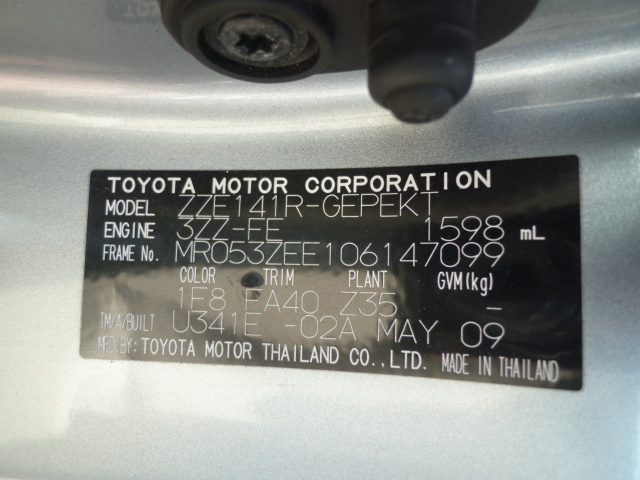 TOYOTA MOTOR CORPORATION
MODEL ZZE141R-GEPEKT
ENGINE 3ZZ-FE 1598 mL
FRAME No. MR053ZEE106147099
COLOR TRIM PLANT GVM(kg)
1E8 FA40 Z35 -
TM/A/BUILT U341E -02A MAY 09
MFD.BY: TOYOTA MOTOR THAILAND CO.,LTD. MADE IN THAILAND